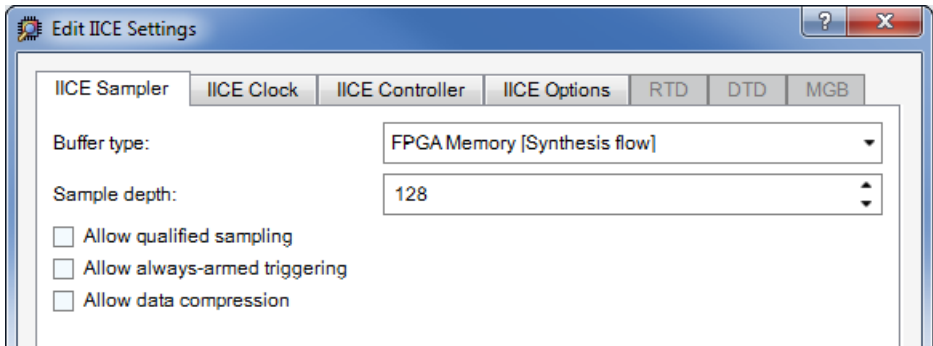 Edit IICE Settings
IICE Sampler IICE Clock IICE Controller IICE Options RTD DTD MGB
Buffer type: FPGA Memory [Synthesis flow]
Sample depth: 128
Allow qualified sampling
Allow always-armed triggering
Allow data compression